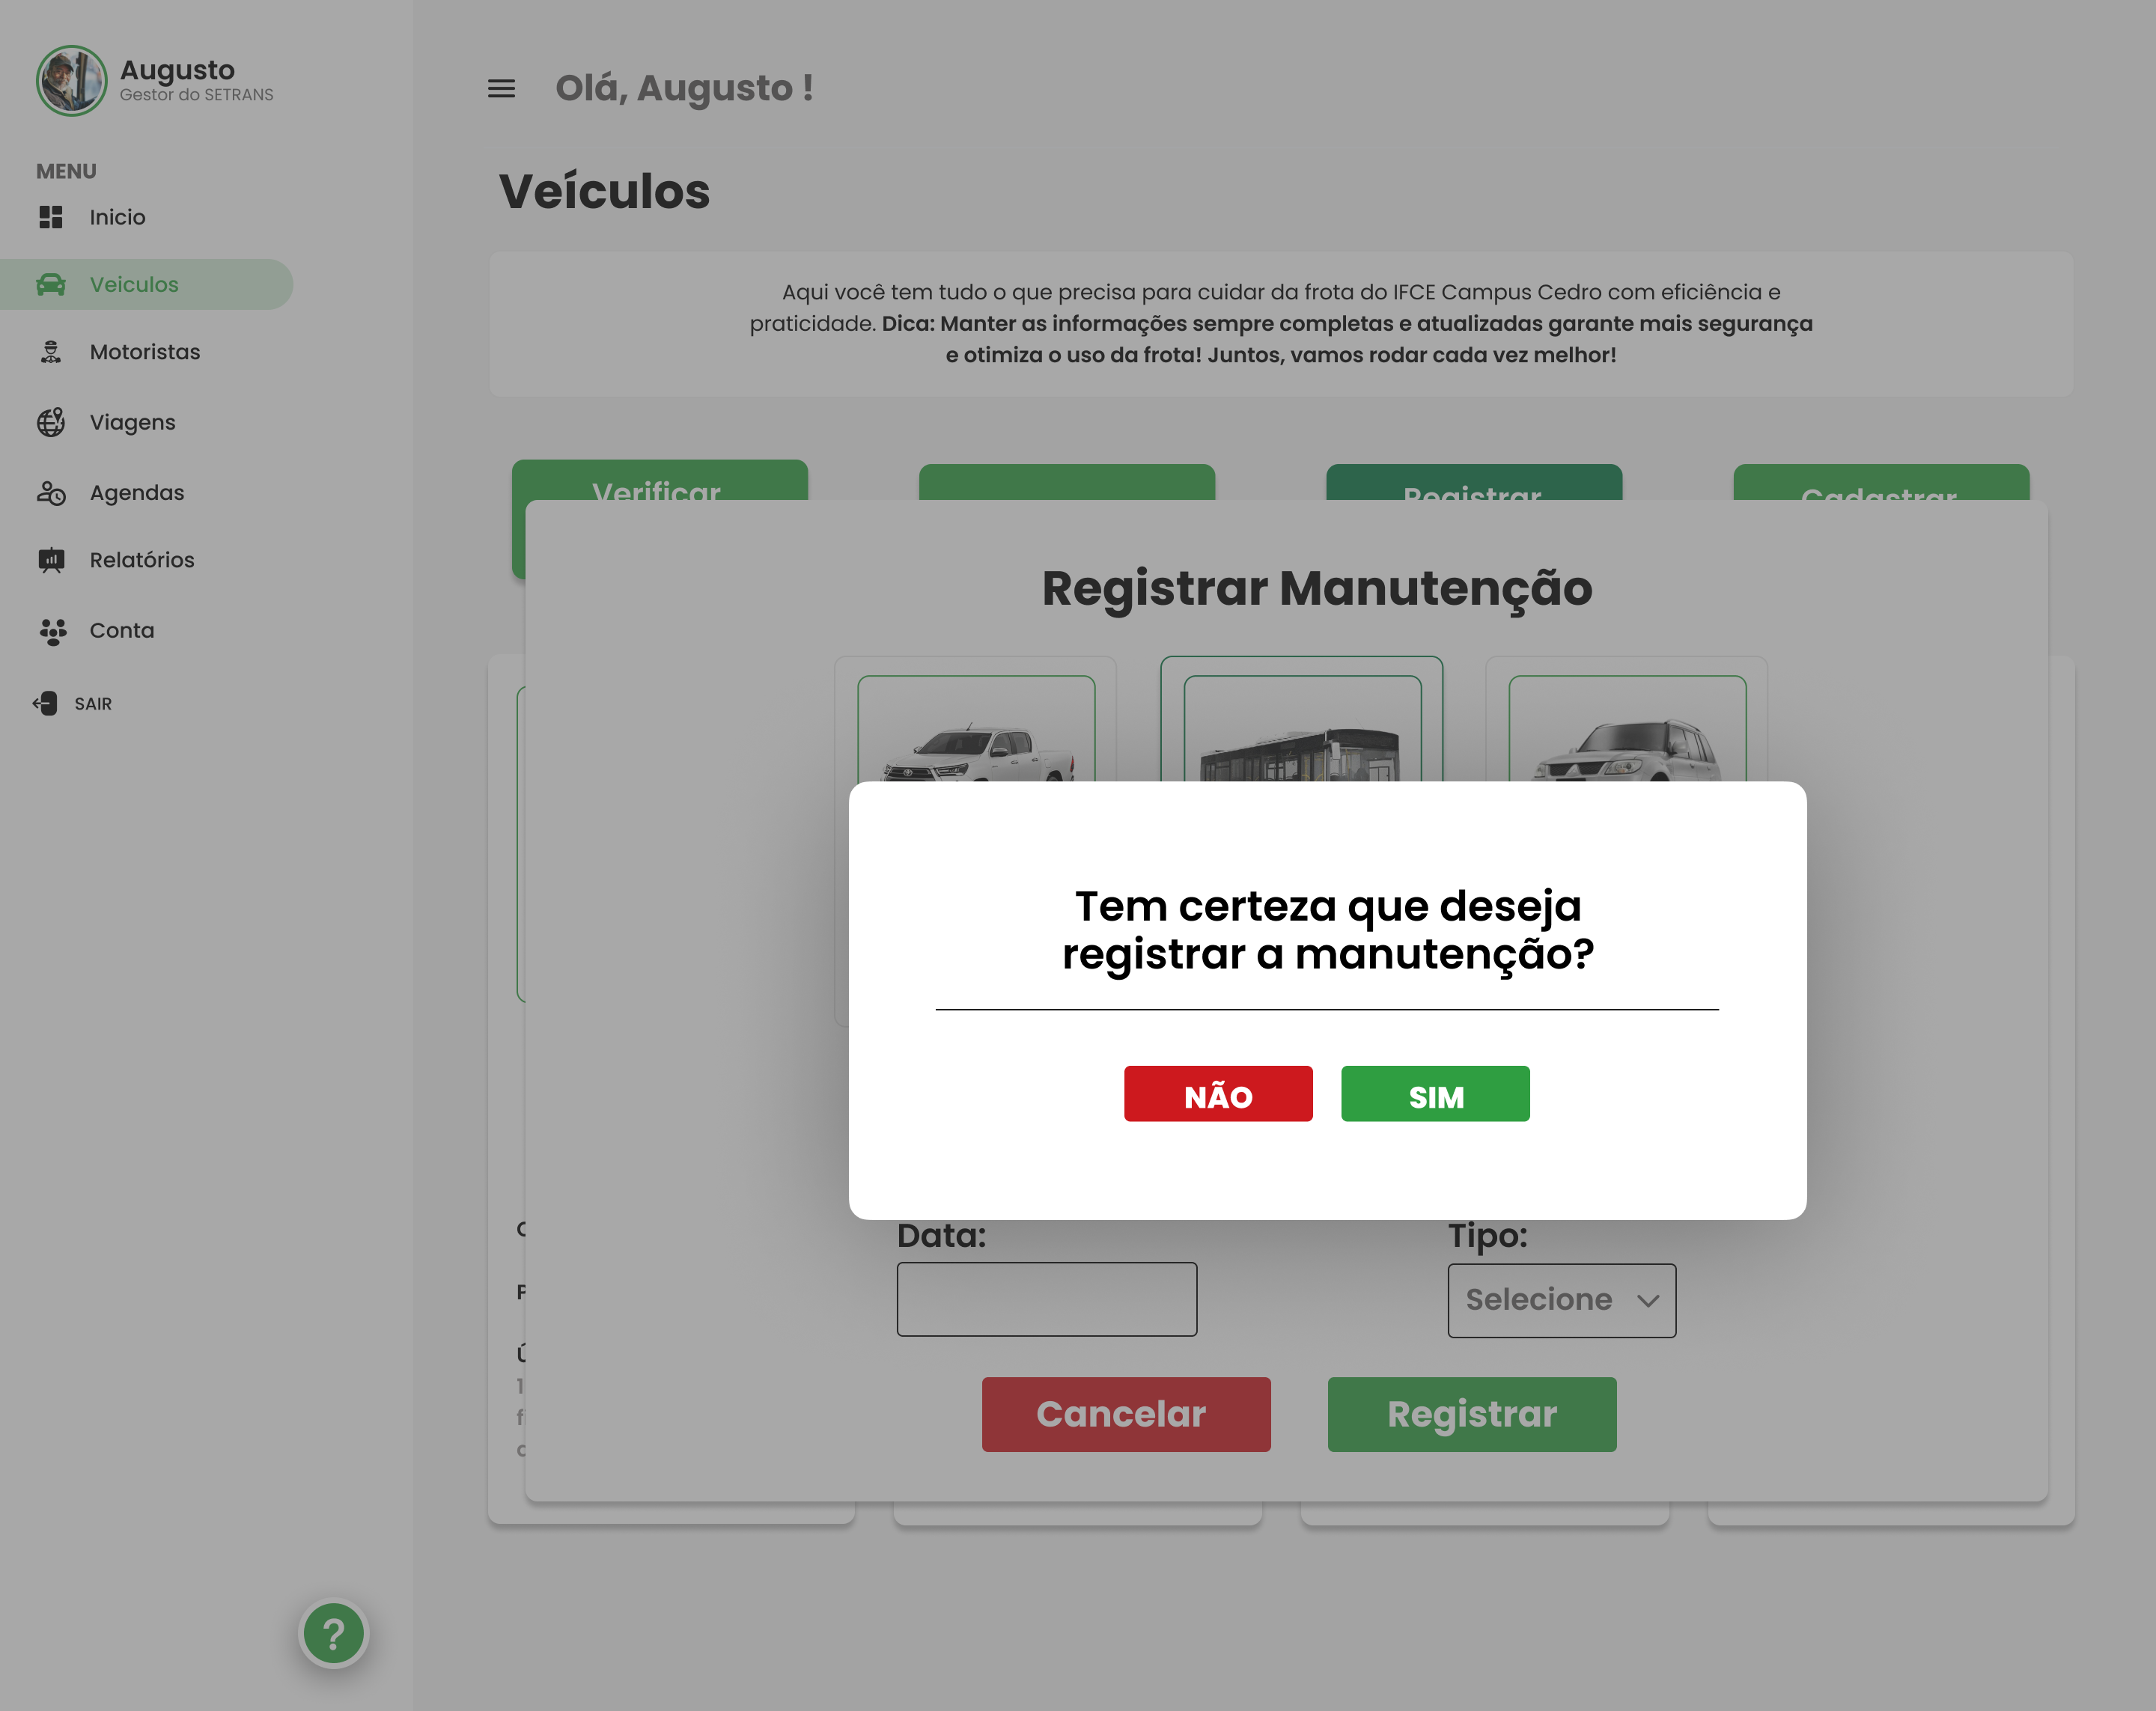 Augusto
Gestor do SETRANS
MENU
Inicio
Veiculos
Motoristas
Viagens
Agendas
Relatórios
Conta
SAIR
?
Olá, Augusto !
Veículos
Aqui você tem tudo o que precisa para cuidar da frota do IFCE Campus Cedro com eficiência e
praticidade. Dica: Manter as informações sempre completas e atualizadas garante mais segurança
e otimiza o uso da frota! Juntos, vamos rodar cada vez melhor!
Verificar
Registrar
Cadastrar
Registrar Manutenção
Tem certeza que deseja
registrar a manutenção?
NÃO
SIM
Data:
Tipo:
Selecione
Cancelar
Registrar